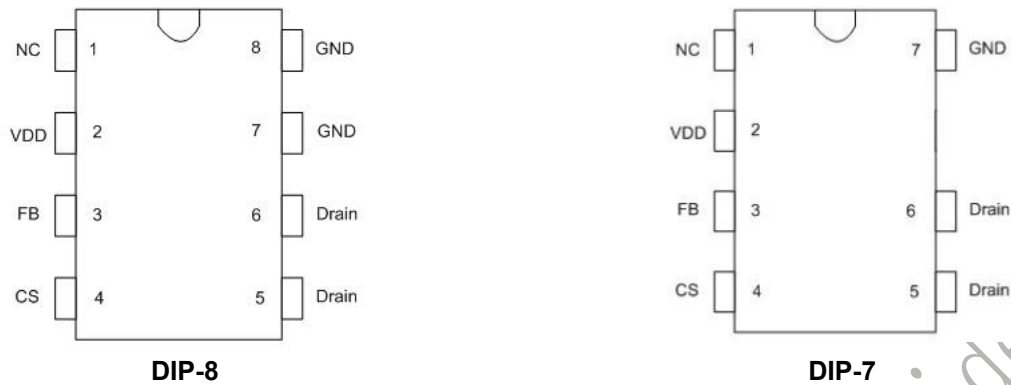 NC 1 8 GND
VDD 2 7 GND
FB 3 6 Drain
CS 4 5 Drain
DIP-8
NC 1 7 GND
VDD 2
FB 3 6 Drain
CS 4 5 Drain
DIP-7